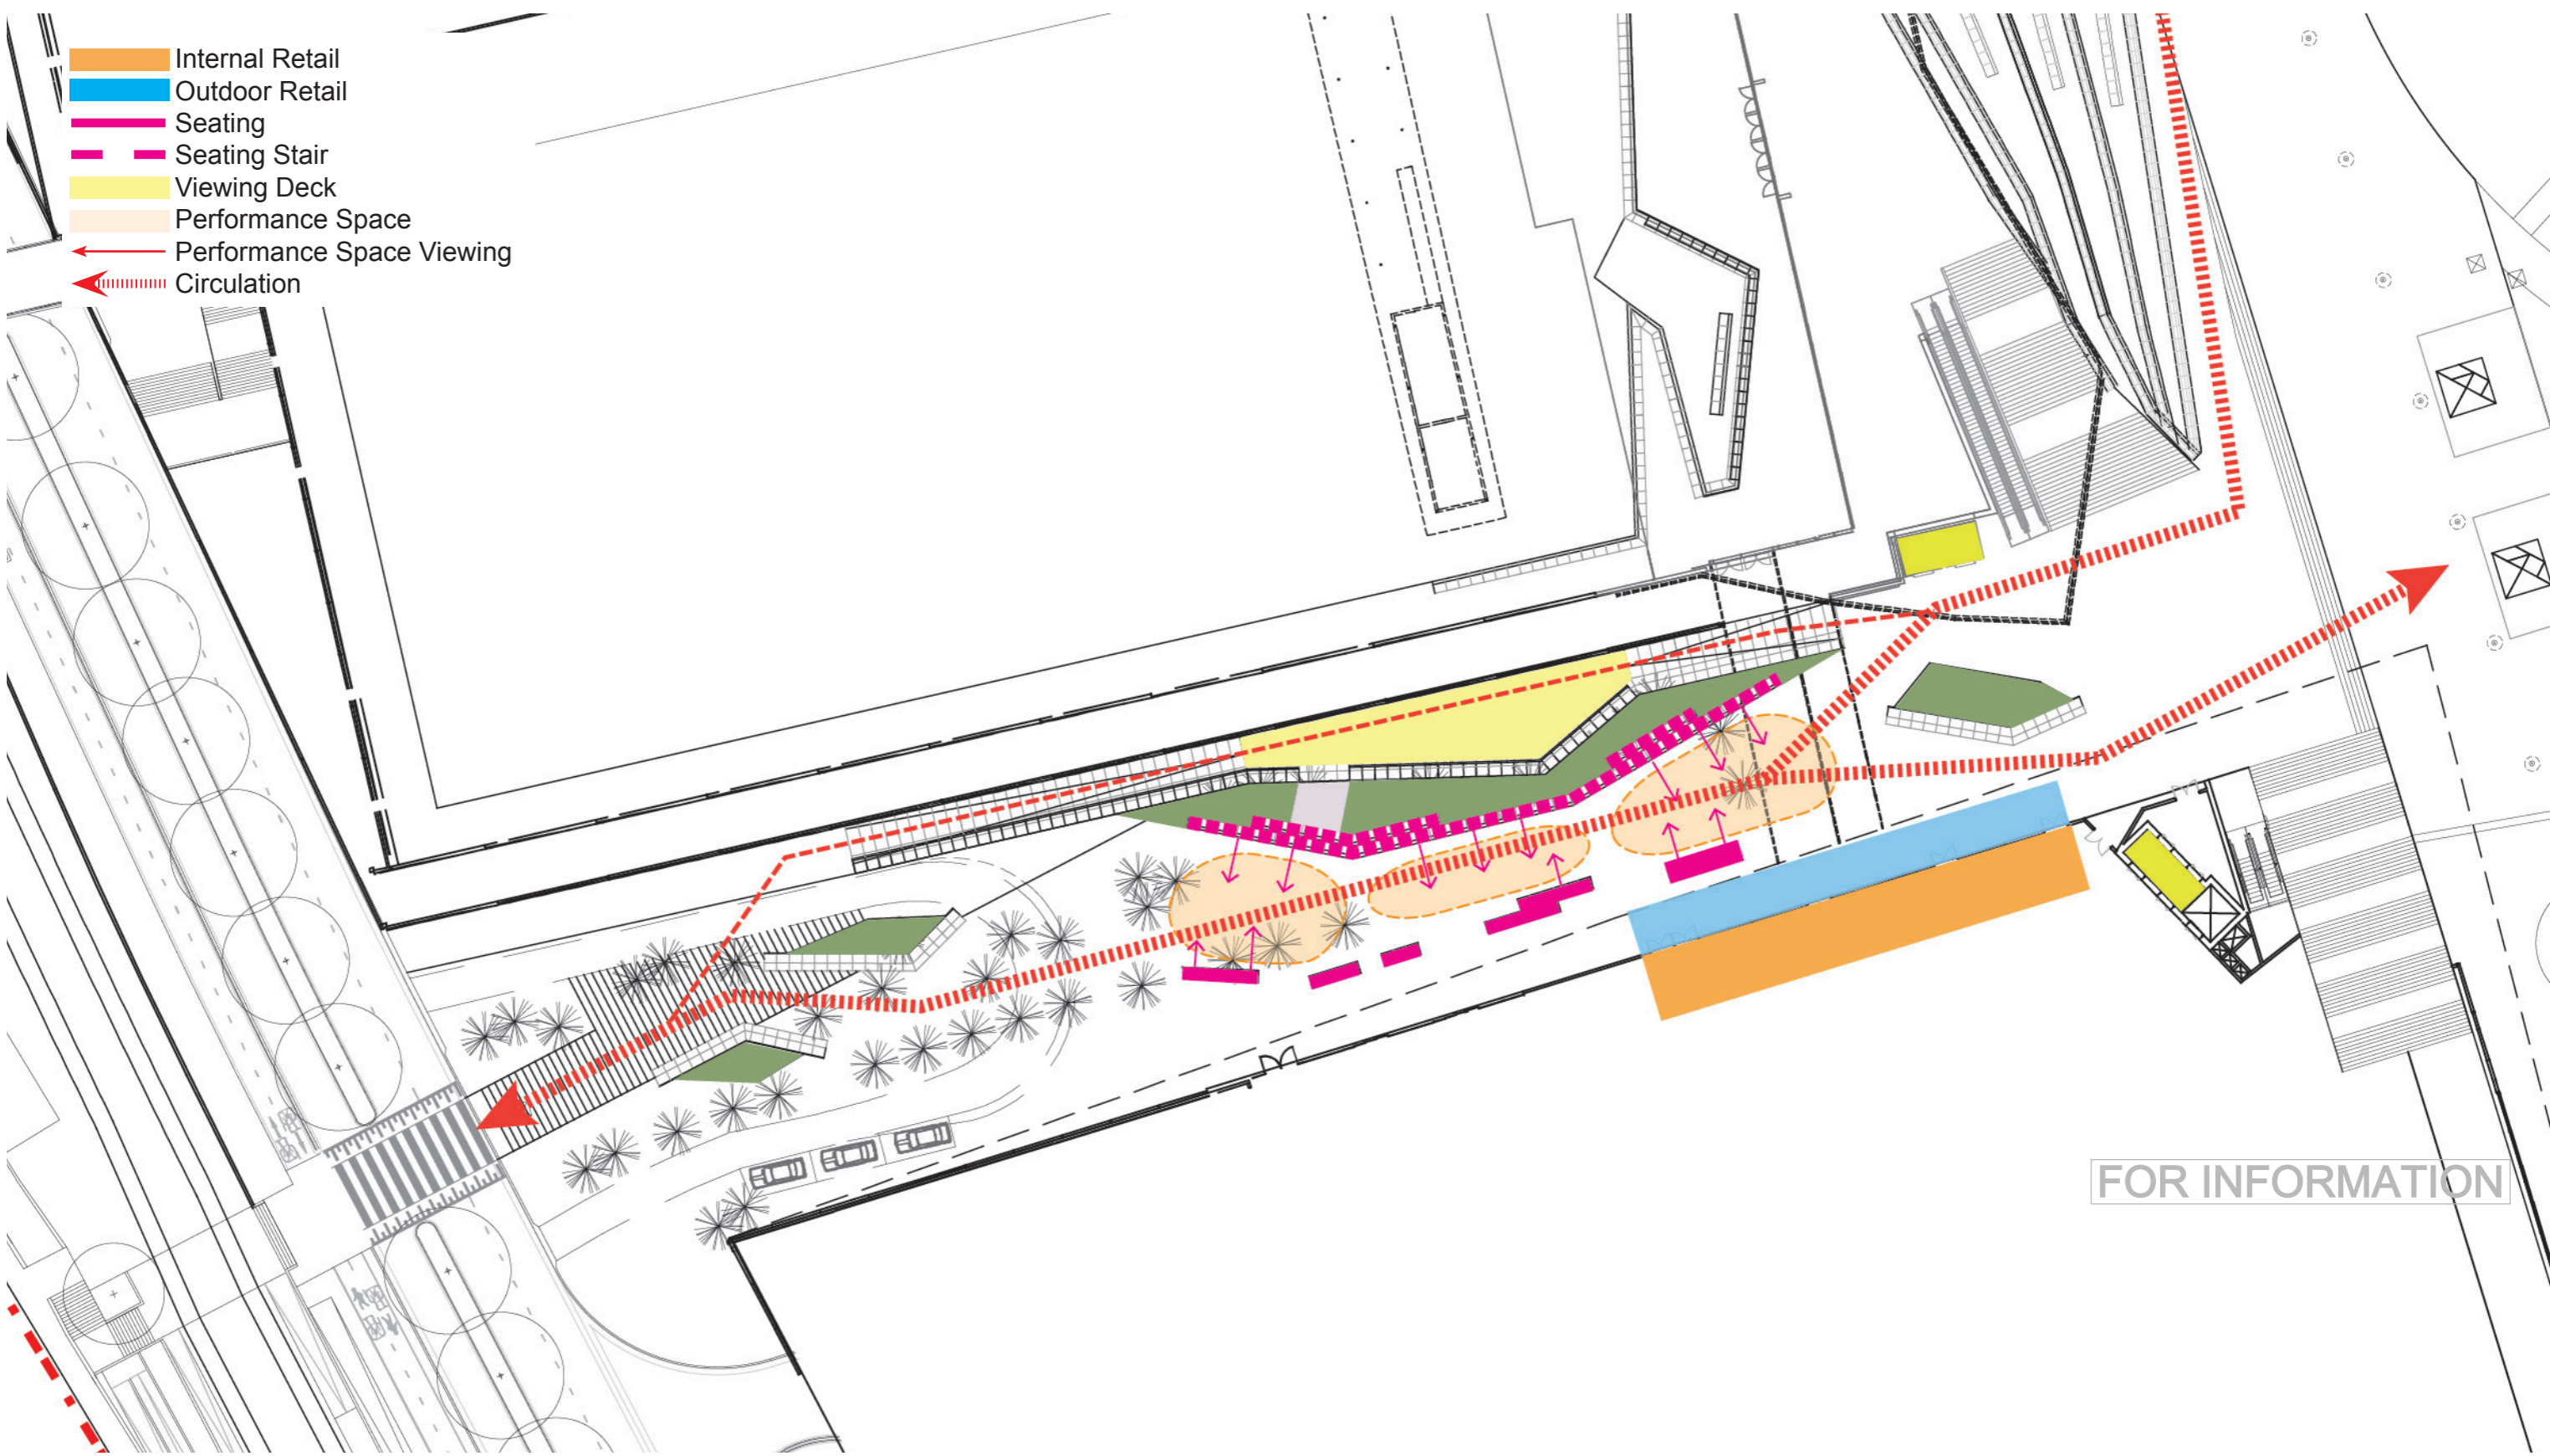 Internal Retail
Outdoor Retail
Seating
Seating Stair
Viewing Deck
Performance Space
Performance Space Viewing
Circulation
FOR INFORMATION